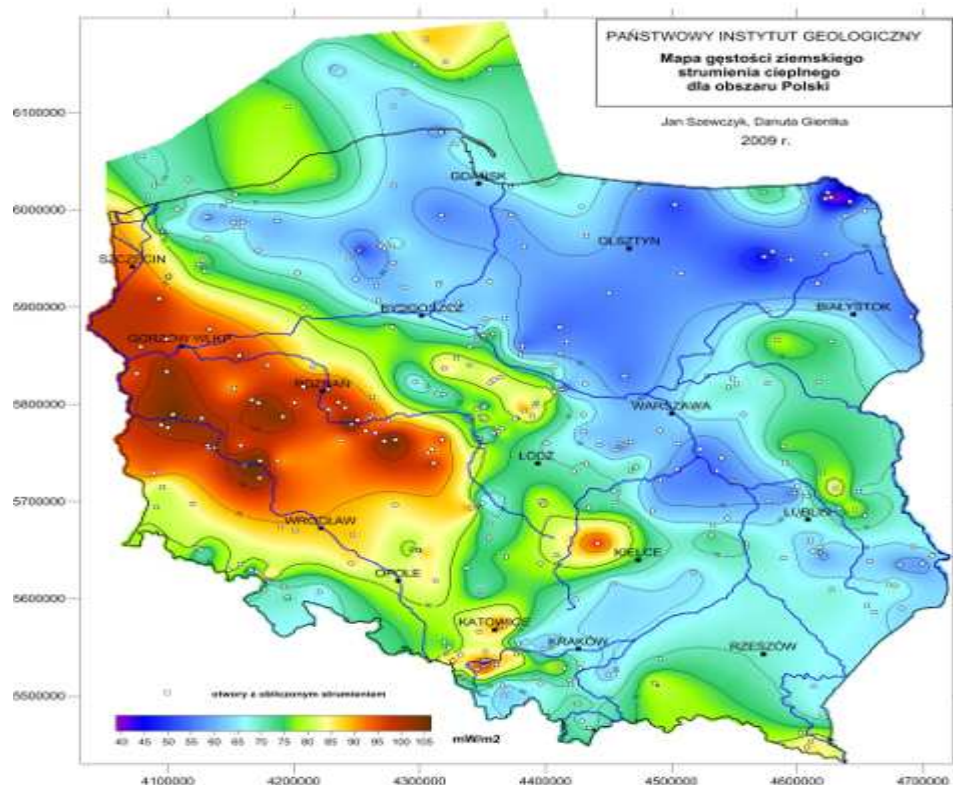 PAŃSTWOWY INSTYTUT GEOLOGICZNY
Mapa gęstości ziemskiego
strumienia cieplnego
dla obszaru Polski
Jan Szewczyk, Danuta Gientka
2009 r.
6100000
GDAŃSK
6000000
OLSZTYN
SZCZECIN
5900000
BYDGOSZCZ
BIAŁYSTOK
GORZÓW WLKP
POZNAŃ
5800000
WARSZAWA
ŁÓDŹ
5700000
LUBLIN
WROCŁAW
KIELCE
OPOLE
5600000
KATOWICE
KRAKÓW
RZESZÓW
5500000
otwory z obliczonym strumieniem
40 45 50 55 60 65 70 75 80 85 90 95 100 105
mW/m2
4100000 4200000 4300000 4400000 4500000 4600000 4700000